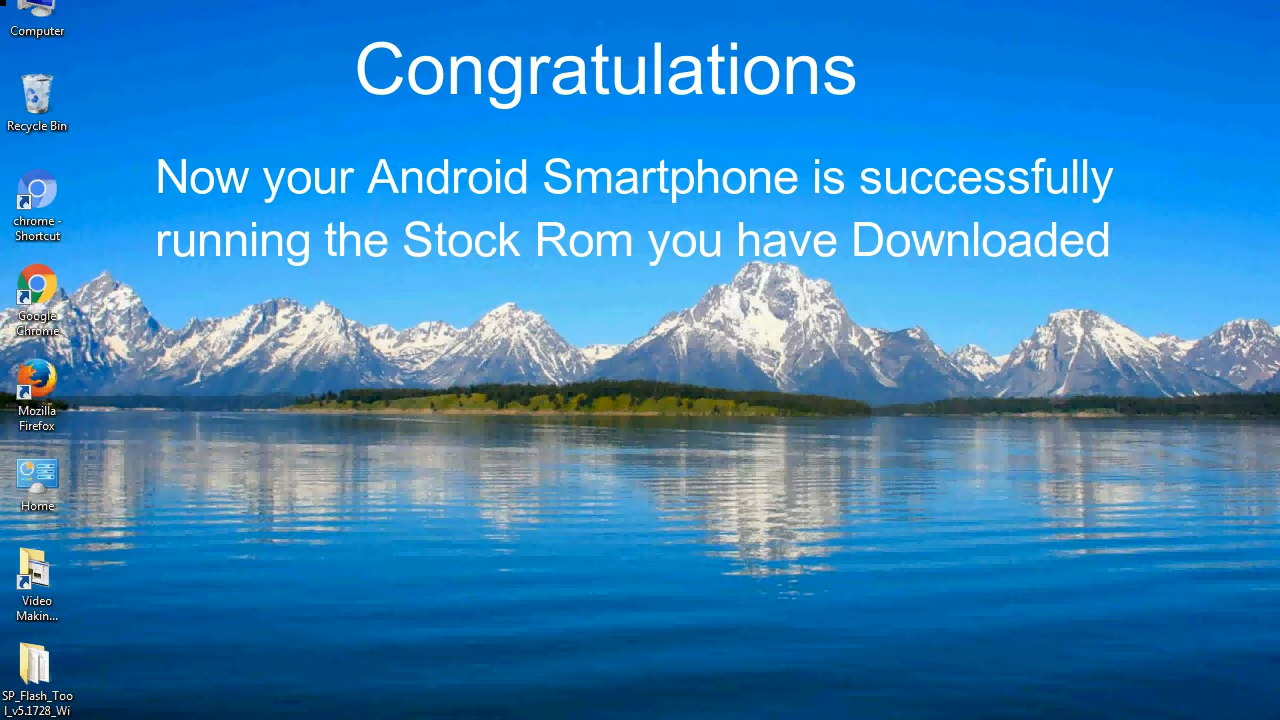 Computer
Congratulations
Recycle Bin
Now your Android Smartphone is successfully
running the Stock Rom you have Downloaded
chrome -
Shortcut
Google
Chrome
Mozilla
Firefox
Home
Video
Makin...
SP_Flash_Too
l_v5.1728_Wi